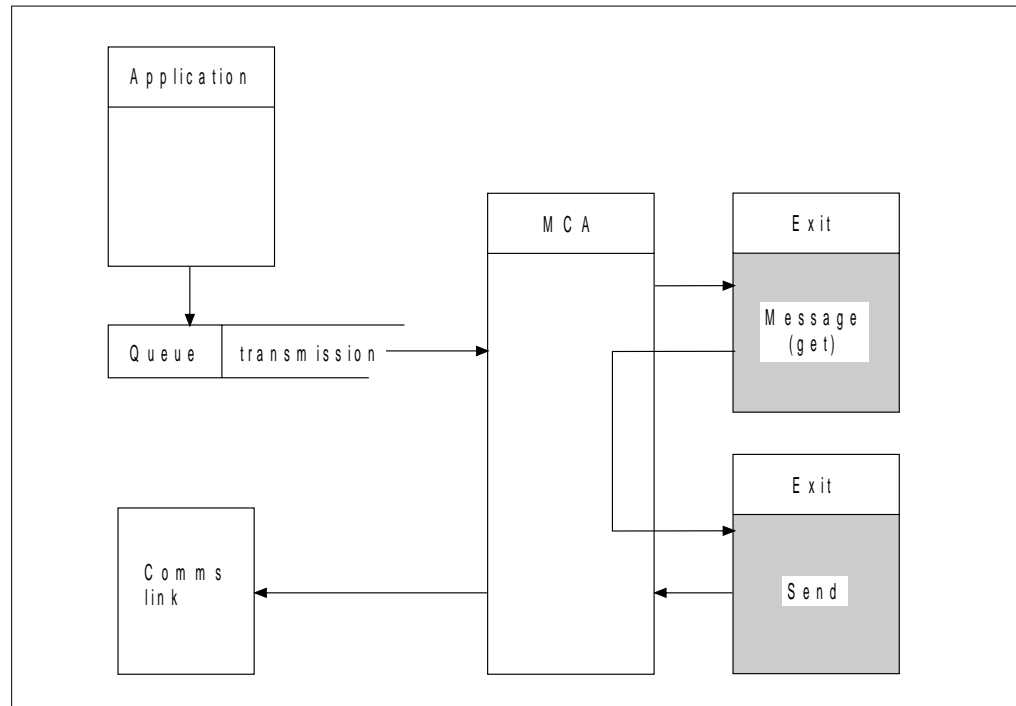 Application
MCA
Exit
Message
(get)
Queue
transmission
Exit
Comms
link
Send